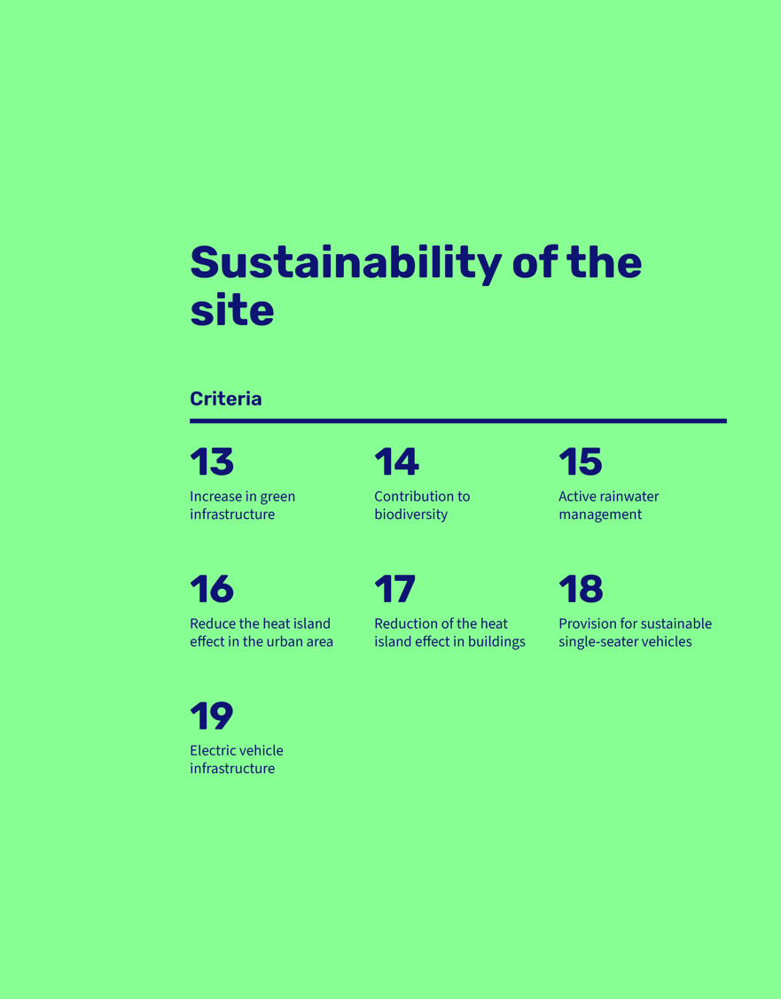 Sustainability of the
site
Criteria
13
Increase in green
infrastructure
14
Contribution to
biodiversity
15
Active rainwater
management
16
Reduce the heat island
effect in the urban area
17
Reduction of the heat
island effect in buildings
18
Provision for sustainable
single-seater vehicles
19
Electric vehicle
infrastructure